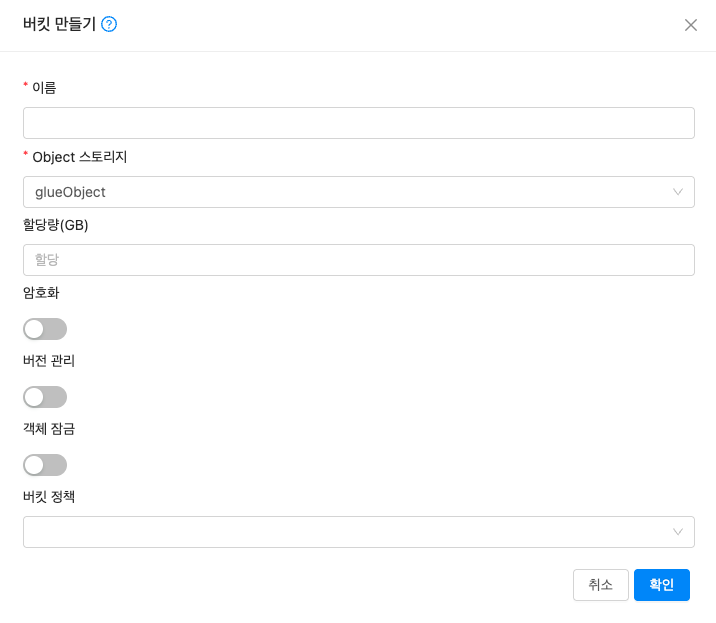 버킷 만들기 ?
* 이름
* Object 스토리지
glueObject
할당량(GB)
할당
암호화
버전 관리
객체 잠금
버킷 정책
취소 확인